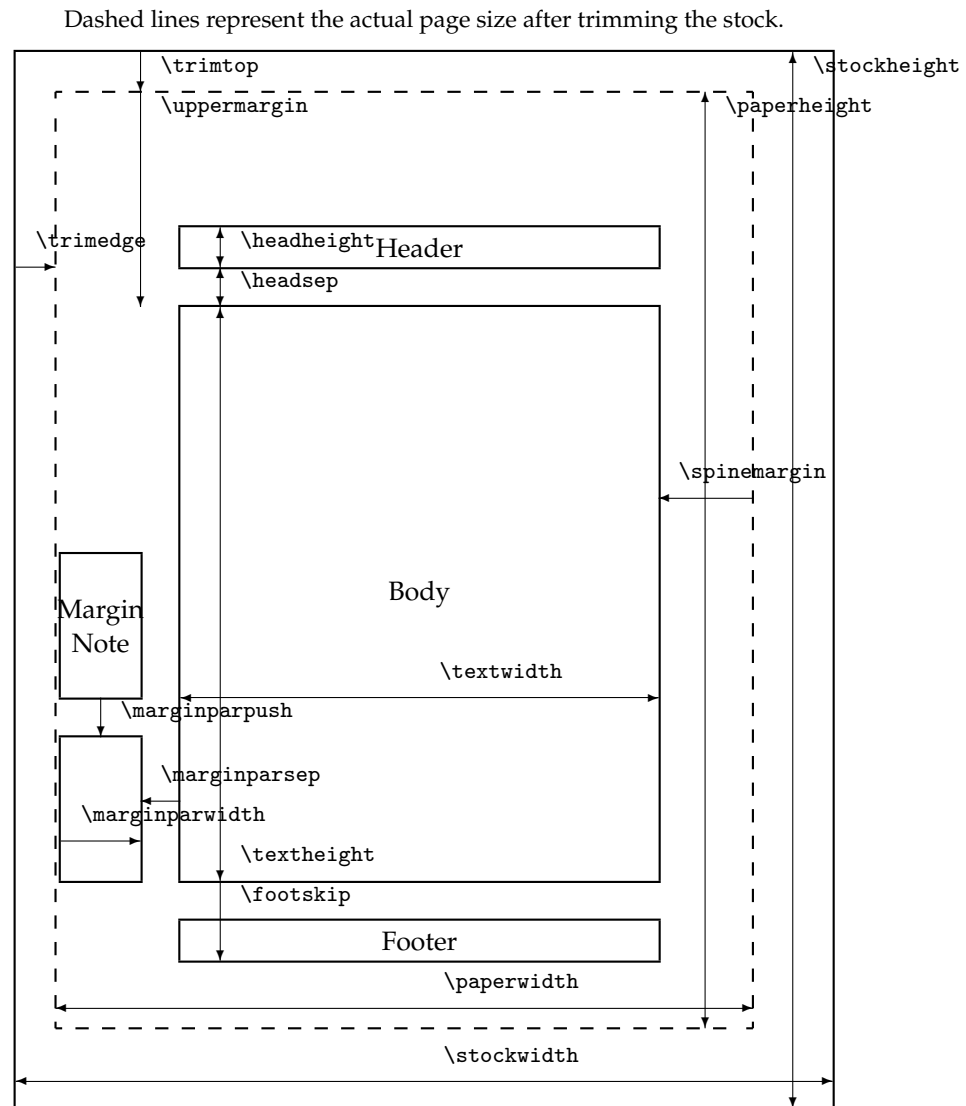 Dashed lines represent the actual page size after trimming the stock.
\trimtop
\stockheight
\uppermargin
\paperheight
\trimedge
\headheight
Header
\headsep
\spinemargin
Body
Margin
Note
\textwidth
\marginparpush
\marginparsep
\marginparwidth
\textheight
\footskip
Footer
\paperwidth
\stockwidth